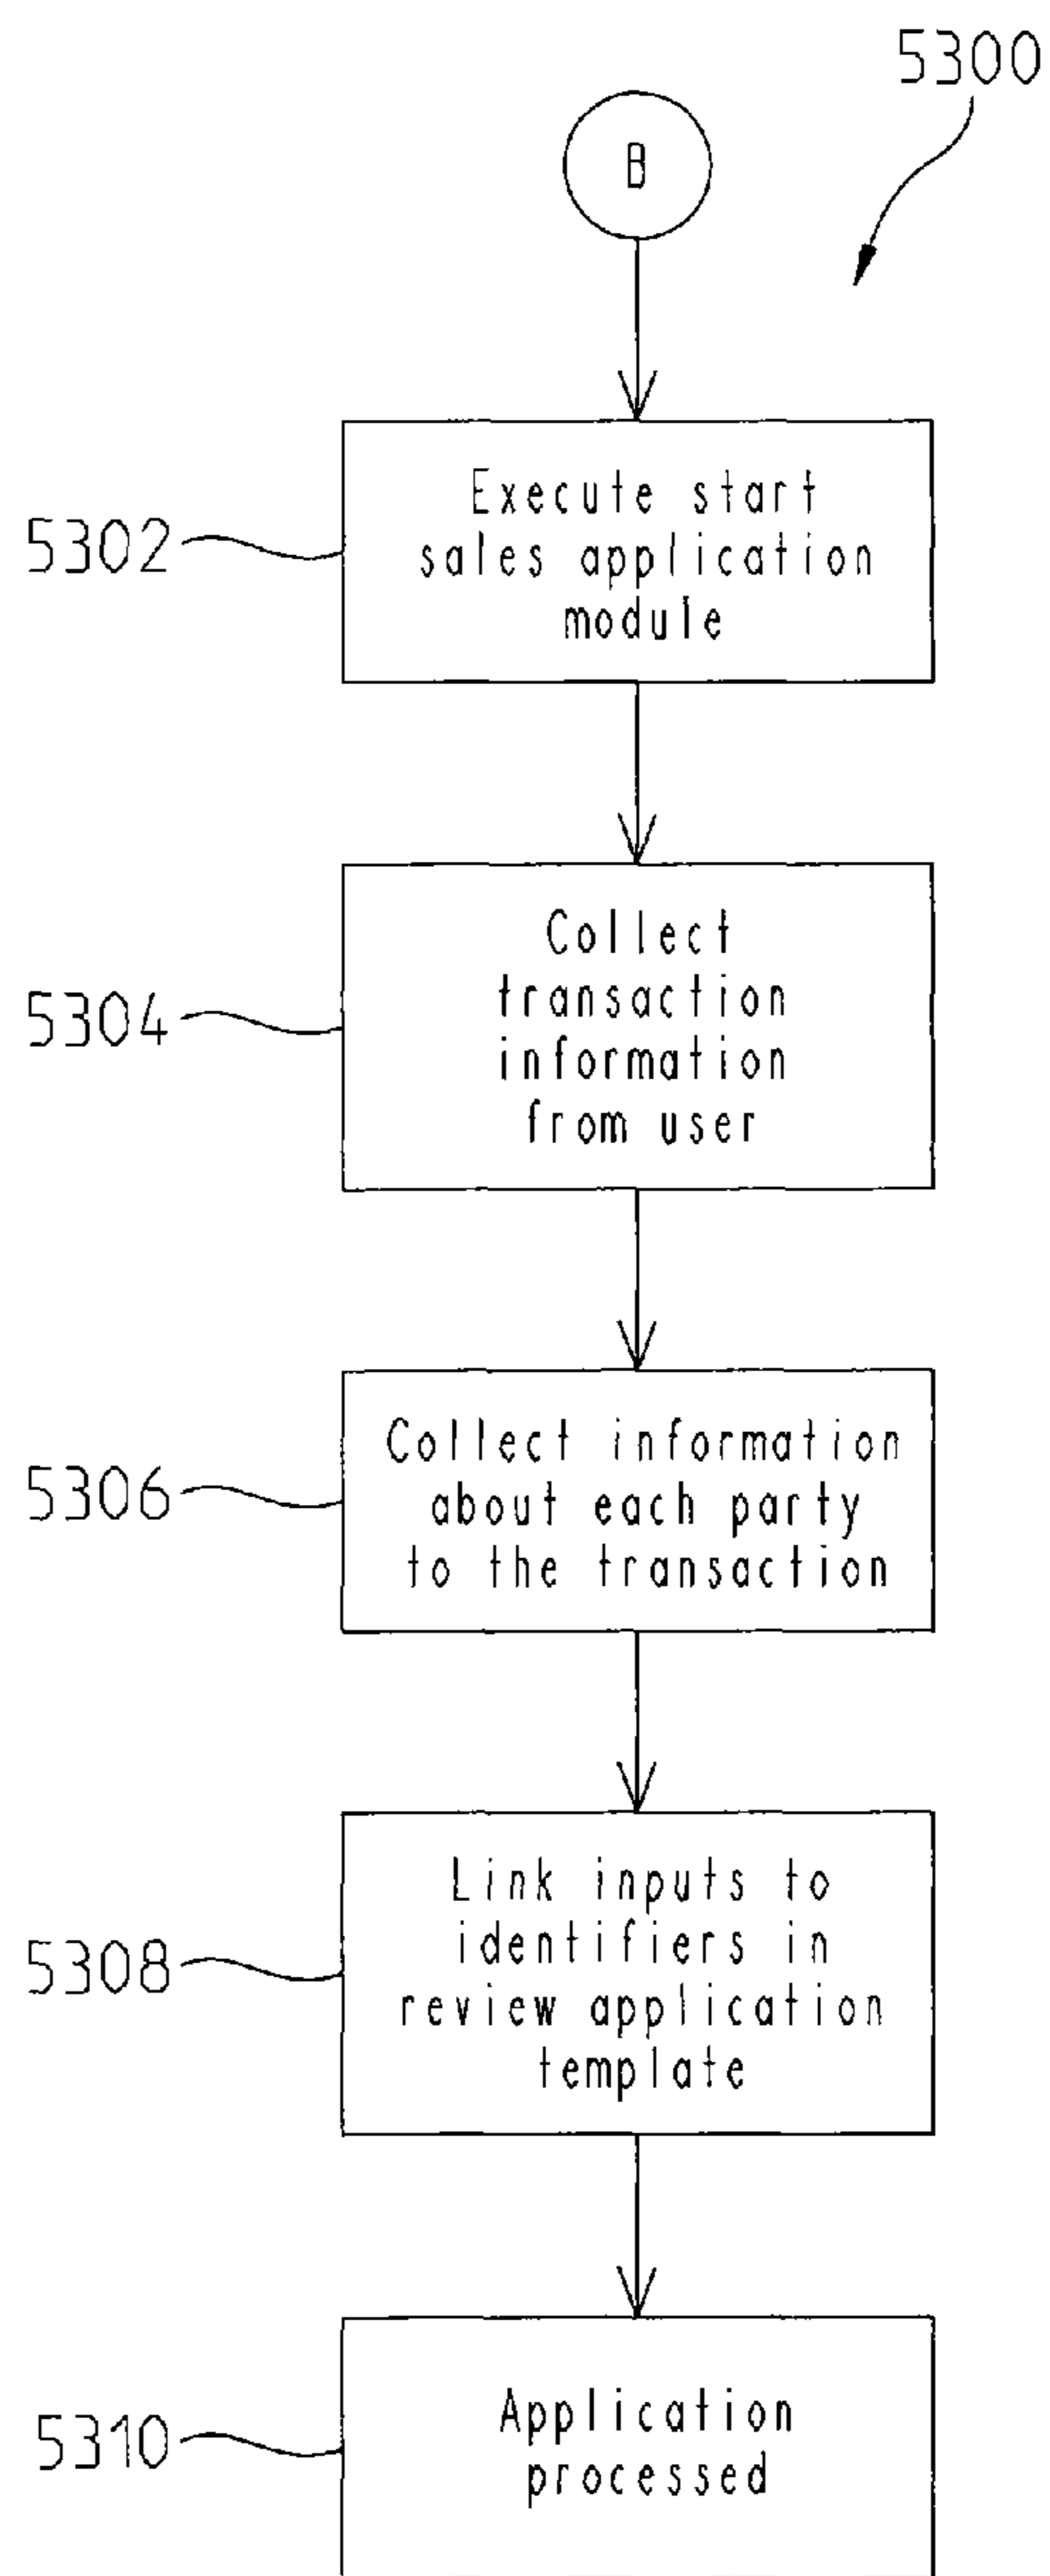 5300
B
5302
Execute start
sales application
module
5304
Collect
transaction
information
from user
5306
Collect information
about each party
to the transaction
5308
Link inputs to
identifiers in
review application
template
5310
Application
processed